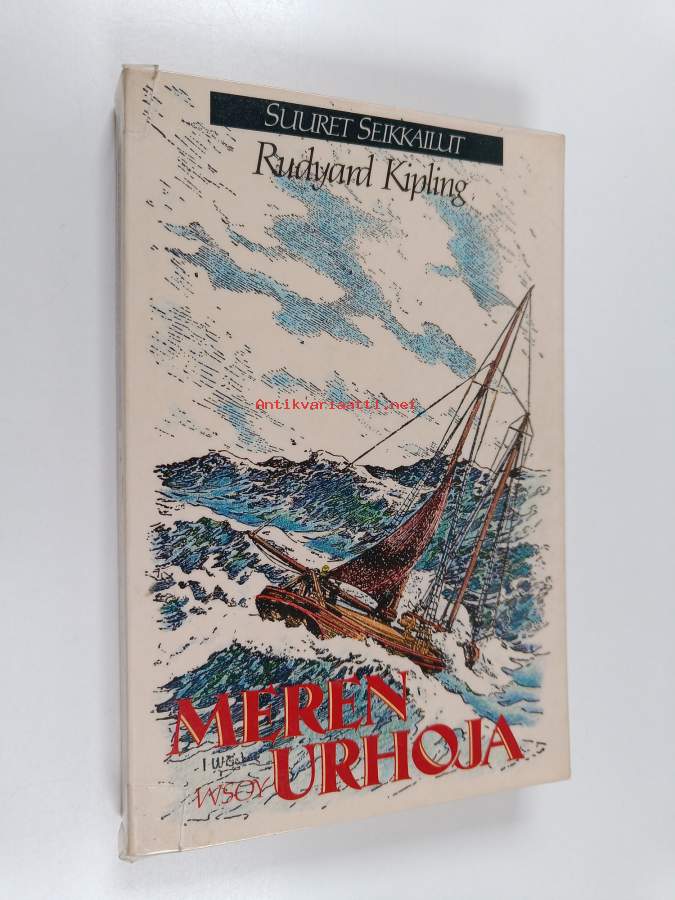 SUURET SEIKKAILUT
Rudyard Kipling
Antikvariaatti.net
MEREN
URHOJA
WSOY